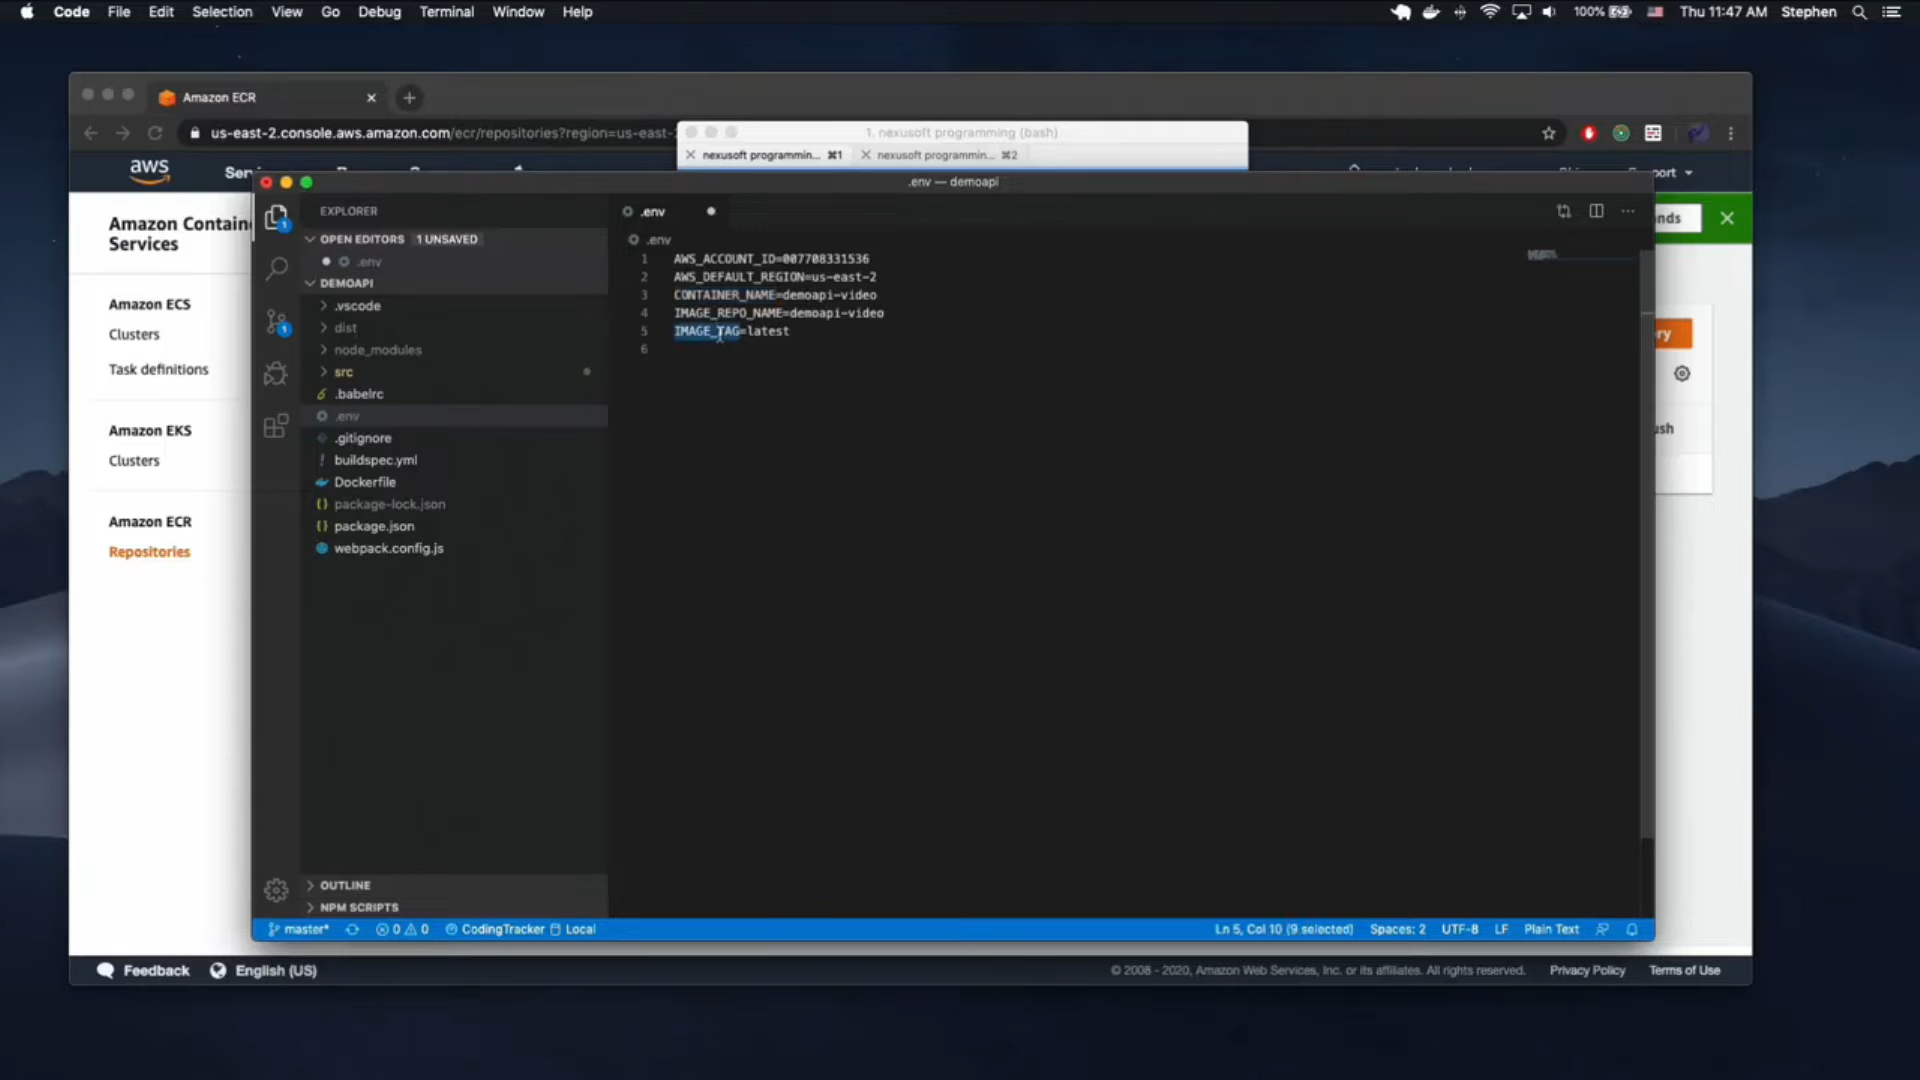 Code File Edit Selection View Go Debug Terminal Window Help
100% Thu 11:47 AM Stephen
Amazon ECR
us-east-2.console.aws.amazon.com/ecr/repositories?region=us-east-
1. nexusoft programming (bash)
nexusoft programmin... ⌘1 nexusoft programmin... ⌘2
aws
.env — demoapi
Amazon Contain
Services
Amazon ECS
Clusters
Task definitions
Amazon EKS
Clusters
Amazon ECR
Repositories
EXPLORER
OPEN EDITORS 1 UNSAVED
.env
DEMOAPI
.vscode
dist
node_modules
src
.babelrc
.env
.gitignore
buildspec.yml
Dockerfile
package-lock.json
package.json
webpack.config.js
OUTLINE
NPM SCRIPTS
.env
.env
1 AWS_ACCOUNT_ID=007708331536
2 AWS_DEFAULT_REGION=us-east-2
3 CONTAINER_NAME=demoapi-video
4 IMAGE_REPO_NAME=demoapi-video
5 IMAGE_TAG=latest
6
master* 0 0 CodingTracker Local
Ln 5, Col 10 (9 selected) Spaces: 2 UTF-8 LF Plain Text
Feedback English (US)
© 2008 - 2020, Amazon Web Services, Inc. or its affiliates. All rights reserved. Privacy Policy Terms of Use